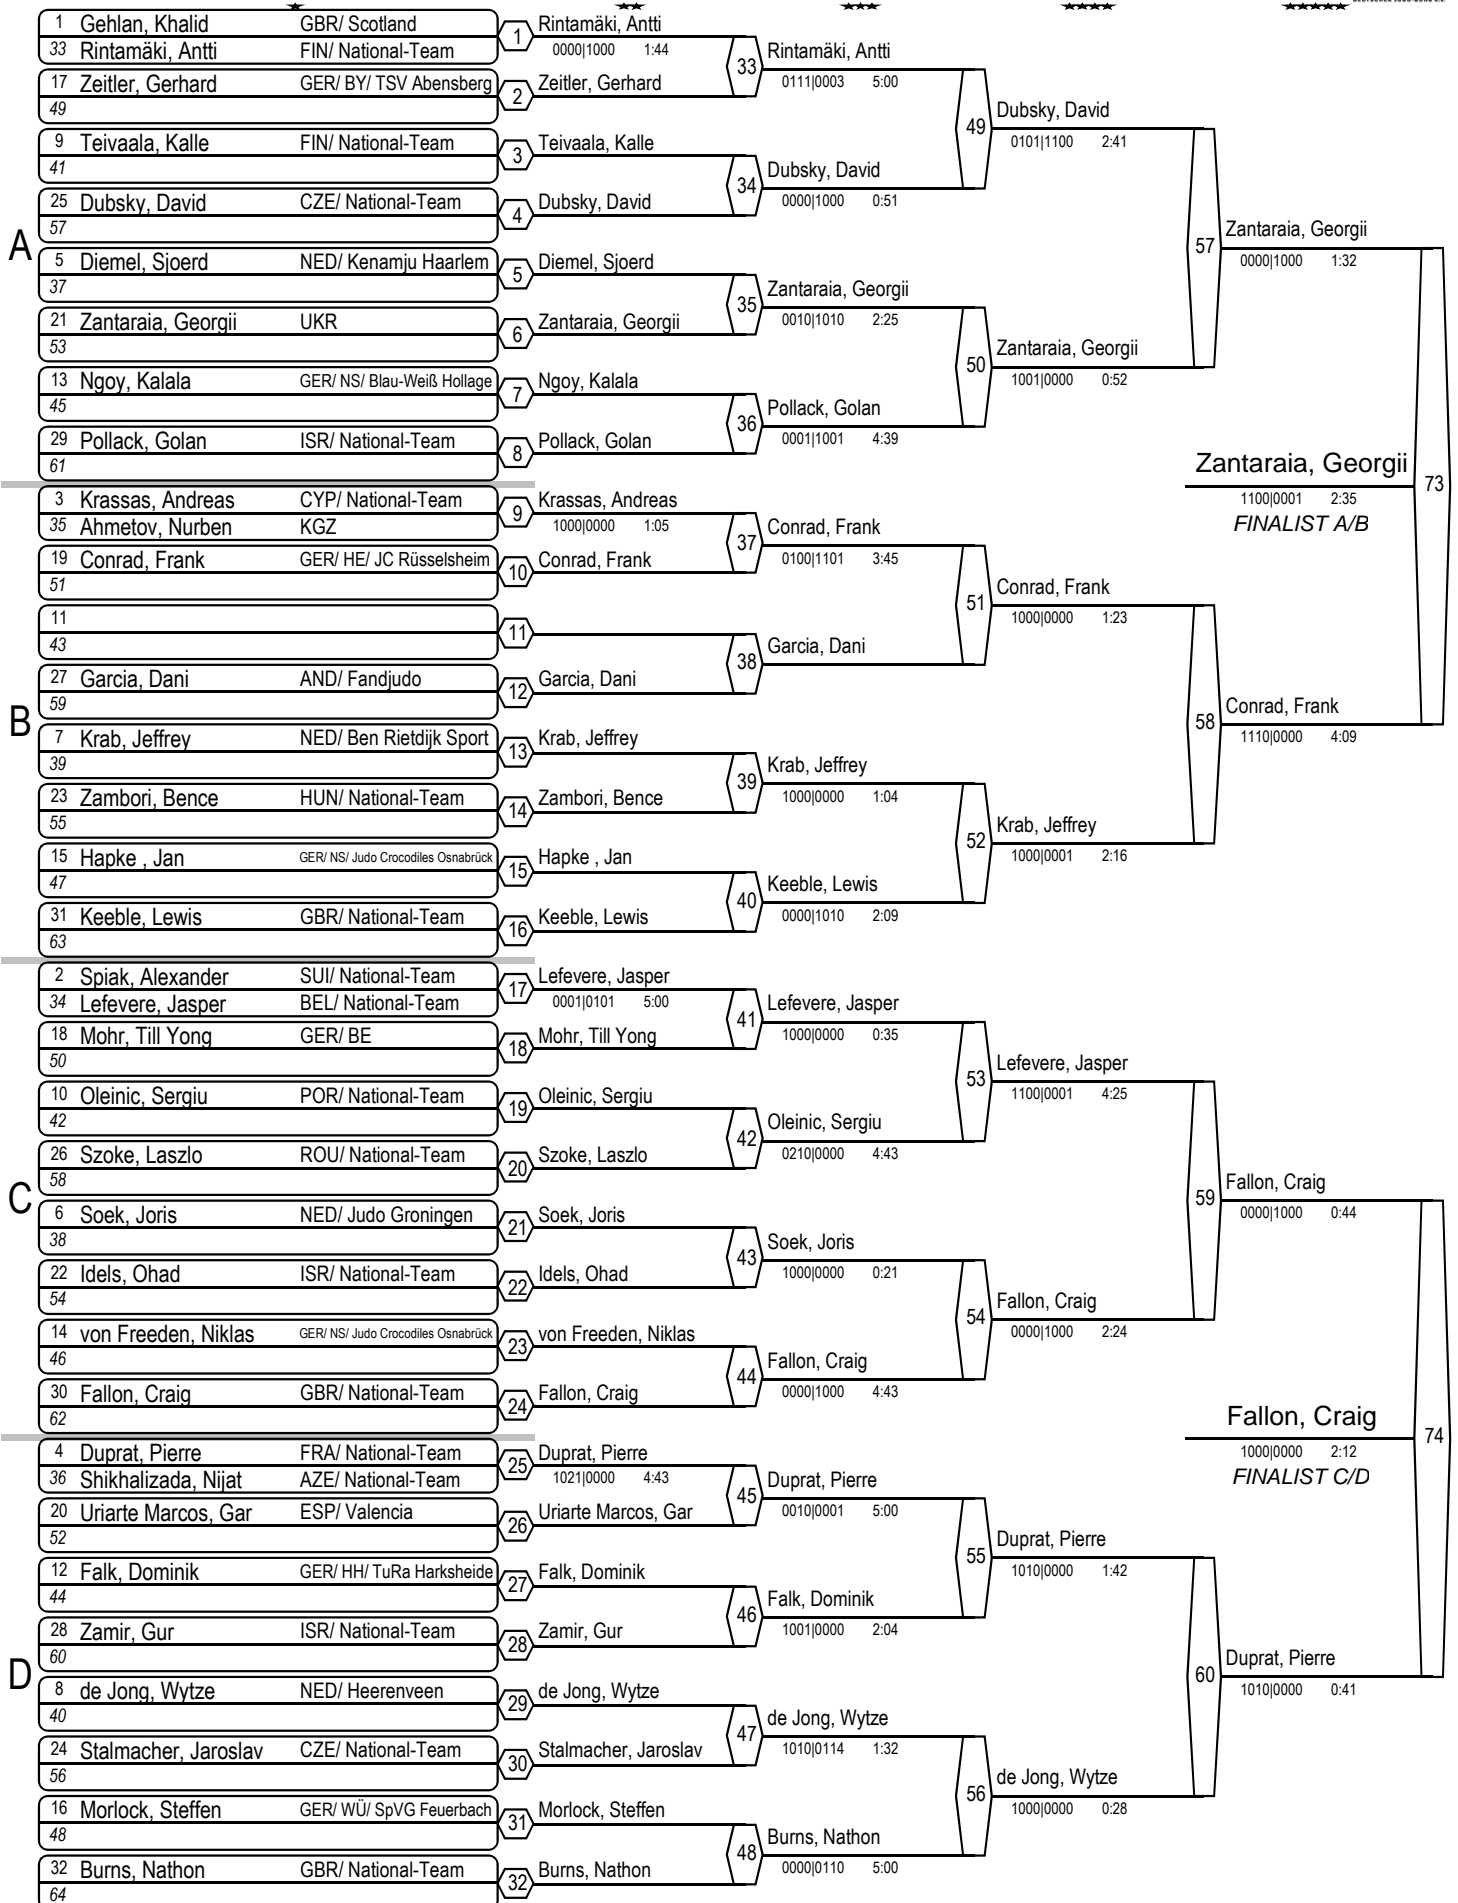 1 Gehlan, Khalid GBR/ Scotland
33 Rintamäki, Antti FIN/ National-Team
17 Zeitler, Gerhard GER/ BY/ TSV Abensberg
49
9 Teivaala, Kalle FIN/ National-Team
41
25 Dubsky, David CZE/ National-Team
57
A
5 Diemel, Sjoerd NED/ Kenamju Haarlem
37
21 Zantaraia, Georgii UKR
53
13 Ngoy, Kalala GER/ NS/ Blau-Weiß Hollage
45
29 Pollack, Golan ISR/ National-Team
61
3 Krassas, Andreas CYP/ National-Team
35 Ahmetov, Nurben KGZ
19 Conrad, Frank GER/ HE/ JC Rüsselsheim
51
11
43
27 Garcia, Dani AND/ Fandjudo
59
B
7 Krab, Jeffrey NED/ Ben Rietdijk Sport
39
23 Zambori, Bence HUN/ National-Team
55
15 Hapke , Jan GER/ NS/ Judo Crocodiles Osnabrück
47
31 Keeble, Lewis GBR/ National-Team
63
2 Spiak, Alexander SUI/ National-Team
34 Lefevere, Jasper BEL/ National-Team
18 Mohr, Till Yong GER/ BE
50
10 Oleinic, Sergiu POR/ National-Team
42
26 Szoke, Laszlo ROU/ National-Team
58
C
6 Soek, Joris NED/ Judo Groningen
38
22 Idels, Ohad ISR/ National-Team
54
14 von Freeden, Niklas GER/ NS/ Judo Crocodiles Osnabrück
46
30 Fallon, Craig GBR/ National-Team
62
4 Duprat, Pierre FRA/ National-Team
36 Shikhalizada, Nijat AZE/ National-Team
20 Uriarte Marcos, Gar ESP/ Valencia
52
12 Falk, Dominik GER/ HH/ TuRa Harksheide
44
28 Zamir, Gur ISR/ National-Team
60
D
8 de Jong, Wytze NED/ Heerenveen
40
24 Stalmacher, Jaroslav CZE/ National-Team
56
16 Morlock, Steffen GER/ WÜ/ SpVG Feuerbach
48
32 Burns, Nathon GBR/ National-Team
64
1 Rintamäki, Antti
0000|1000 1:44
2 Zeitler, Gerhard
3 Teivaala, Kalle
4 Dubsky, David
5 Diemel, Sjoerd
6 Zantaraia, Georgii
7 Ngoy, Kalala
8 Pollack, Golan
9 Krassas, Andreas
1000|0000 1:05
10 Conrad, Frank
11
12 Garcia, Dani
13 Krab, Jeffrey
14 Zambori, Bence
15 Hapke , Jan
16 Keeble, Lewis
17 Lefevere, Jasper
0001|0101 5:00
18 Mohr, Till Yong
19 Oleinic, Sergiu
20 Szoke, Laszlo
21 Soek, Joris
22 Idels, Ohad
23 von Freeden, Niklas
24 Fallon, Craig
25 Duprat, Pierre
1021|0000 4:43
26 Uriarte Marcos, Gar
27 Falk, Dominik
28 Zamir, Gur
29 de Jong, Wytze
30 Stalmacher, Jaroslav
31 Morlock, Steffen
32 Burns, Nathon
33 Rintamäki, Antti
0111|0003 5:00
34 Dubsky, David
0000|1000 0:51
35 Zantaraia, Georgii
0010|1010 2:25
36 Pollack, Golan
0001|1001 4:39
37 Conrad, Frank
0100|1101 3:45
38 Garcia, Dani
39 Krab, Jeffrey
1000|0000 1:04
40 Keeble, Lewis
0000|1010 2:09
41 Lefevere, Jasper
1000|0000 0:35
42 Oleinic, Sergiu
0210|0000 4:43
43 Soek, Joris
1000|0000 0:21
44 Fallon, Craig
0000|1000 4:43
45 Duprat, Pierre
0010|0001 5:00
46 Falk, Dominik
1001|0000 2:04
47 de Jong, Wytze
1010|0114 1:32
48 Burns, Nathon
0000|0110 5:00
49 Dubsky, David
0101|1100 2:41
50 Zantaraia, Georgii
1001|0000 0:52
51 Conrad, Frank
1000|0000 1:23
52 Krab, Jeffrey
1000|0001 2:16
53 Lefevere, Jasper
1100|0001 4:25
54 Fallon, Craig
0000|1000 2:24
55 Duprat, Pierre
1010|0000 1:42
56 de Jong, Wytze
1000|0000 0:28
57 Zantaraia, Georgii
0000|1000 1:32
58 Conrad, Frank
1110|0000 4:09
59 Fallon, Craig
0000|1000 0:44
60 Duprat, Pierre
1010|0000 0:41
Zantaraia, Georgii 73
1100|0001 2:35
FINALIST A/B
Fallon, Craig 74
1000|0000 2:12
FINALIST C/D